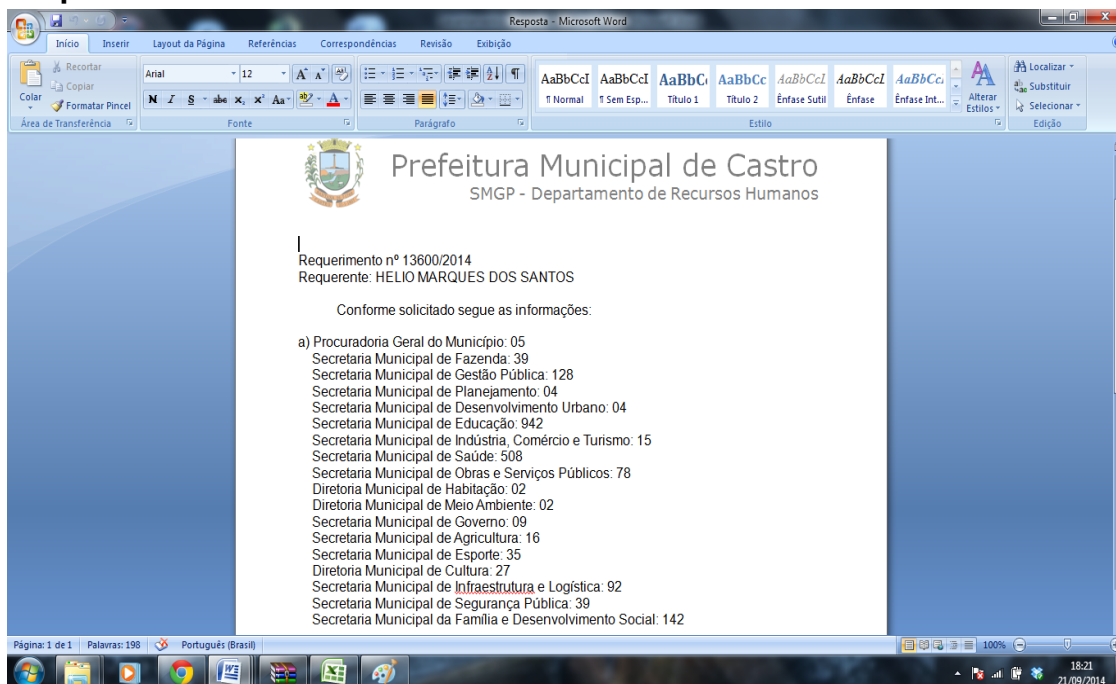 Resposta - Microsoft Word
Início Inserir Layout da Página Referências Correspondências Revisão Exibição
Colar
Recortar
Copiar
Formatar Pincel
Área de Transferência
Arial 12
N I S abe x₂ x² Aa
Fonte
Parágrafo
AaBbCcI AaBbCcI AaBbC AaBbCc AaBbCcI AaBbCcI AaBbCc
¶ Normal ¶ Sem Esp... Título 1 Título 2 Ênfase Sutil Ênfase Ênfase Int...
Alterar Estilos
Estilo
Localizar
Substituir
Selecionar
Edição
Prefeitura Municipal de Castro
SMGP - Departamento de Recursos Humanos
Requerimento nº 13600/2014
Requerente: HELIO MARQUES DOS SANTOS
Conforme solicitado segue as informações:
a) Procuradoria Geral do Município: 05
Secretaria Municipal de Fazenda: 39
Secretaria Municipal de Gestão Pública: 128
Secretaria Municipal de Planejamento: 04
Secretaria Municipal de Desenvolvimento Urbano: 04
Secretaria Municipal de Educação: 942
Secretaria Municipal de Indústria, Comércio e Turismo: 15
Secretaria Municipal de Saúde: 508
Secretaria Municipal de Obras e Serviços Públicos: 78
Diretoria Municipal de Habitação: 02
Diretoria Municipal de Meio Ambiente: 02
Secretaria Municipal de Governo: 09
Secretaria Municipal de Agricultura: 16
Secretaria Municipal de Esporte: 35
Diretoria Municipal de Cultura: 27
Secretaria Municipal de Infraestrutura e Logística: 92
Secretaria Municipal de Segurança Pública: 39
Secretaria Municipal da Família e Desenvolvimento Social: 142
Página: 1 de 1 Palavras: 198 Português (Brasil) 100%
18:21
21/09/2014